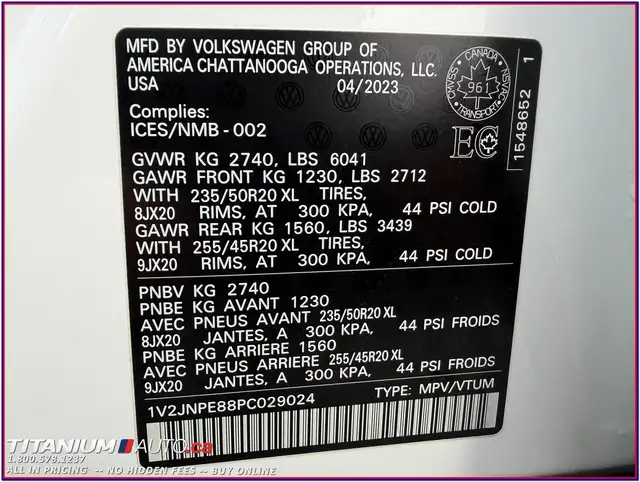 MFD BY VOLKSWAGEN GROUP OF
AMERICA CHATTANOOGA OPERATIONS, LLC.
USA 04/2023
CANADA
CMVSS 961 NSVAC
TRANSPORT
EC
1548652 1
Complies:
ICES/NMB - 002
GVWR KG 2740, LBS 6041
GAWR FRONT KG 1230, LBS 2712
WITH 235/50R20 XL TIRES,
8JX20 RIMS, AT 300 KPA, 44 PSI COLD
GAWR REAR KG 1560, LBS 3439
WITH 255/45R20 XL TIRES,
9JX20 RIMS, AT 300 KPA, 44 PSI COLD
PNBV KG 2740
PNBE KG AVANT 1230
AVEC PNEUS AVANT 235/50R20 XL
8JX20 JANTES, A 300 KPA, 44 PSI FROIDS
PNBE KG ARRIERE 1560
AVEC PNEUS ARRIERE 255/45R20 XL
9JX20 JANTES, A 300 KPA, 44 PSI FROIDS
1V2JNPE88PC029024 TYPE: MPV/VTUM
TITANIUM AUTO.ca
1.800.578.1237
ALL IN PRICING -- NO HIDDEN FEES -- BUY ONLINE